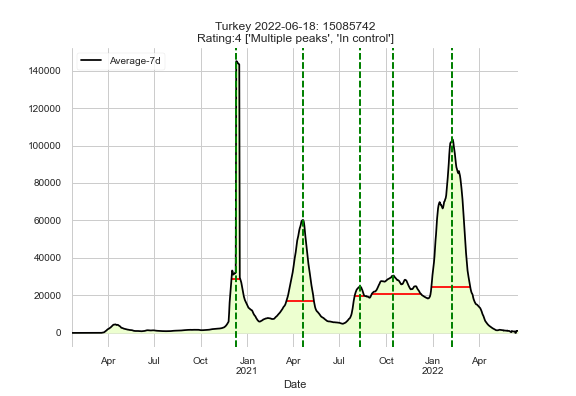 Turkey 2022-06-18: 15085742
Rating:4 ['Multiple peaks', 'In control']
Average-7d
140000
120000
100000
80000
60000
40000
20000
0
Apr Jul Oct Jan Apr Jul Oct Jan Apr
2021 2022
Date